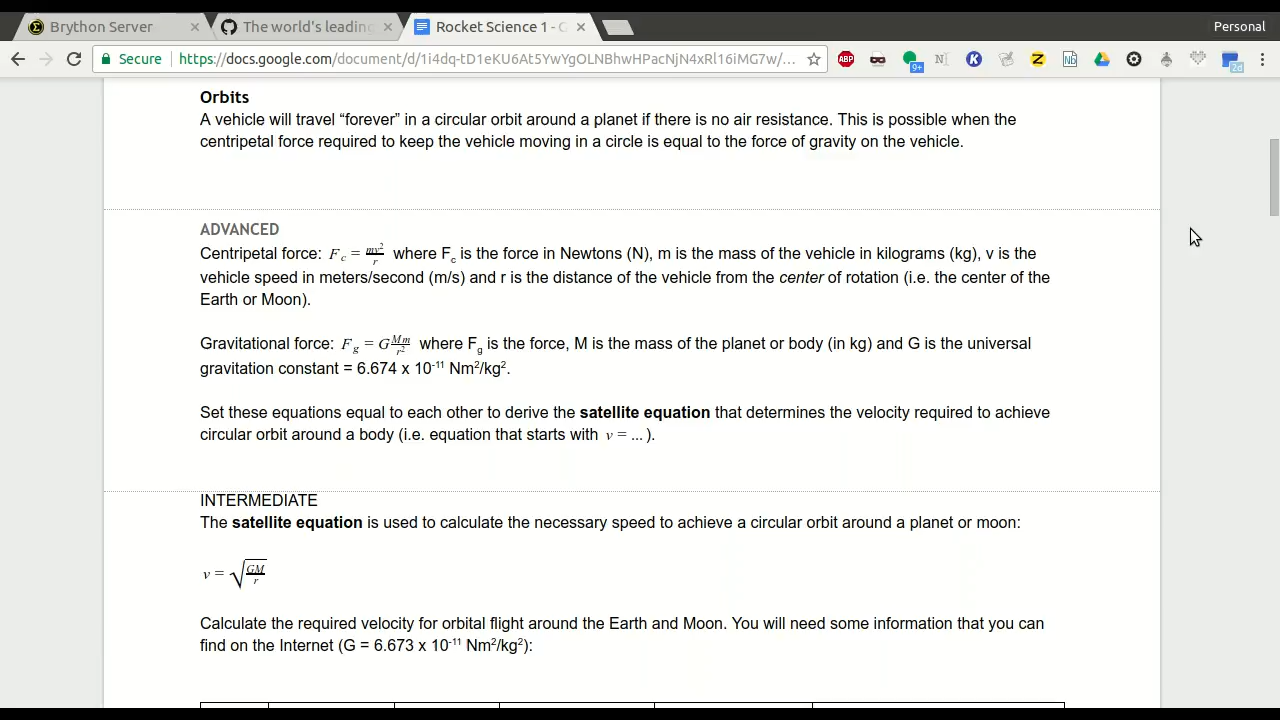 Brython Server
The world's leading
Rocket Science 1 - G
Personal
Secure
https://docs.google.com/document/d/1i4dq-tD1eKU6At5YwYgOLNBhwHPacNjN4xRl16iMG7w/...
ABP
9+
N
K
Z
Nb
2d
Orbits
A vehicle will travel “forever” in a circular orbit around a planet if there is no air resistance. This is possible when the
centripetal force required to keep the vehicle moving in a circle is equal to the force of gravity on the vehicle.
ADVANCED
Centripetal force: F_c = mv²/r where F_c is the force in Newtons (N), m is the mass of the vehicle in kilograms (kg), v is the
vehicle speed in meters/second (m/s) and r is the distance of the vehicle from the center of rotation (i.e. the center of the
Earth or Moon).
Gravitational force: F_g = G Mm/r² where F_g is the force, M is the mass of the planet or body (in kg) and G is the universal
gravitation constant = 6.674 x 10⁻¹¹ Nm²/kg².
Set these equations equal to each other to derive the satellite equation that determines the velocity required to achieve
circular orbit around a body (i.e. equation that starts with v = ... ).
INTERMEDIATE
The satellite equation is used to calculate the necessary speed to achieve a circular orbit around a planet or moon:
v = √(GM/r)
Calculate the required velocity for orbital flight around the Earth and Moon. You will need some information that you can
find on the Internet (G = 6.673 x 10⁻¹¹ Nm²/kg²):